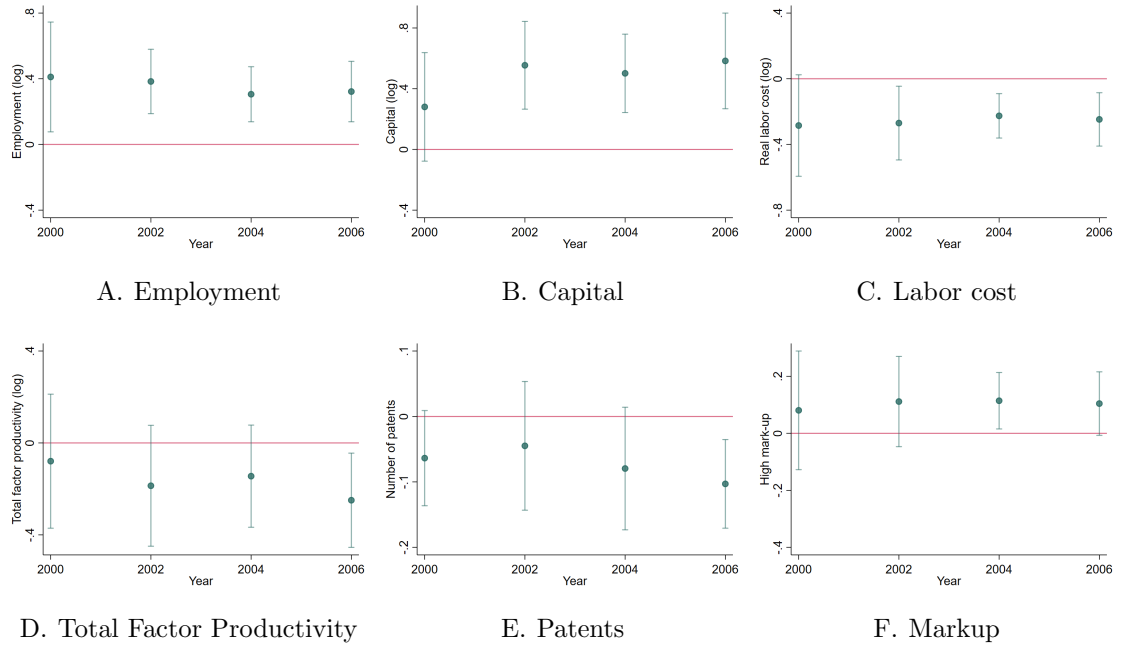 Employment (log)
.8
.4
0
-.4
2000 2002 2004 2006
Year
A. Employment
Capital (log)
.8
.4
0
-.4
2000 2002 2004 2006
Year
B. Capital
Real labor cost (log)
.4
0
-.4
-.8
2000 2002 2004 2006
Year
C. Labor cost
Total factor productivity (log)
.4
0
-.4
2000 2002 2004 2006
Year
D. Total Factor Productivity
Number of patents
.1
0
-.1
-.2
2000 2002 2004 2006
Year
E. Patents
High mark-up
.2
0
-.2
-.4
2000 2002 2004 2006
Year
F. Markup